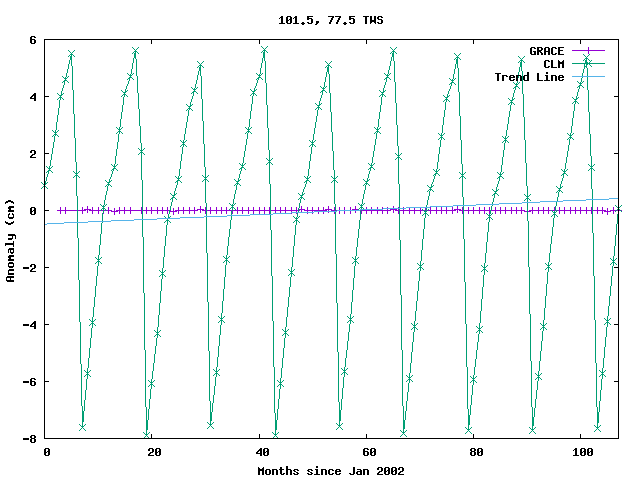 101.5, 77.5 TWS
GRACE
CLM
Trend Line
6
4
2
0
-2
-4
-6
-8
Anomaly (cm)
0 20 40 60 80 100
Months since Jan 2002